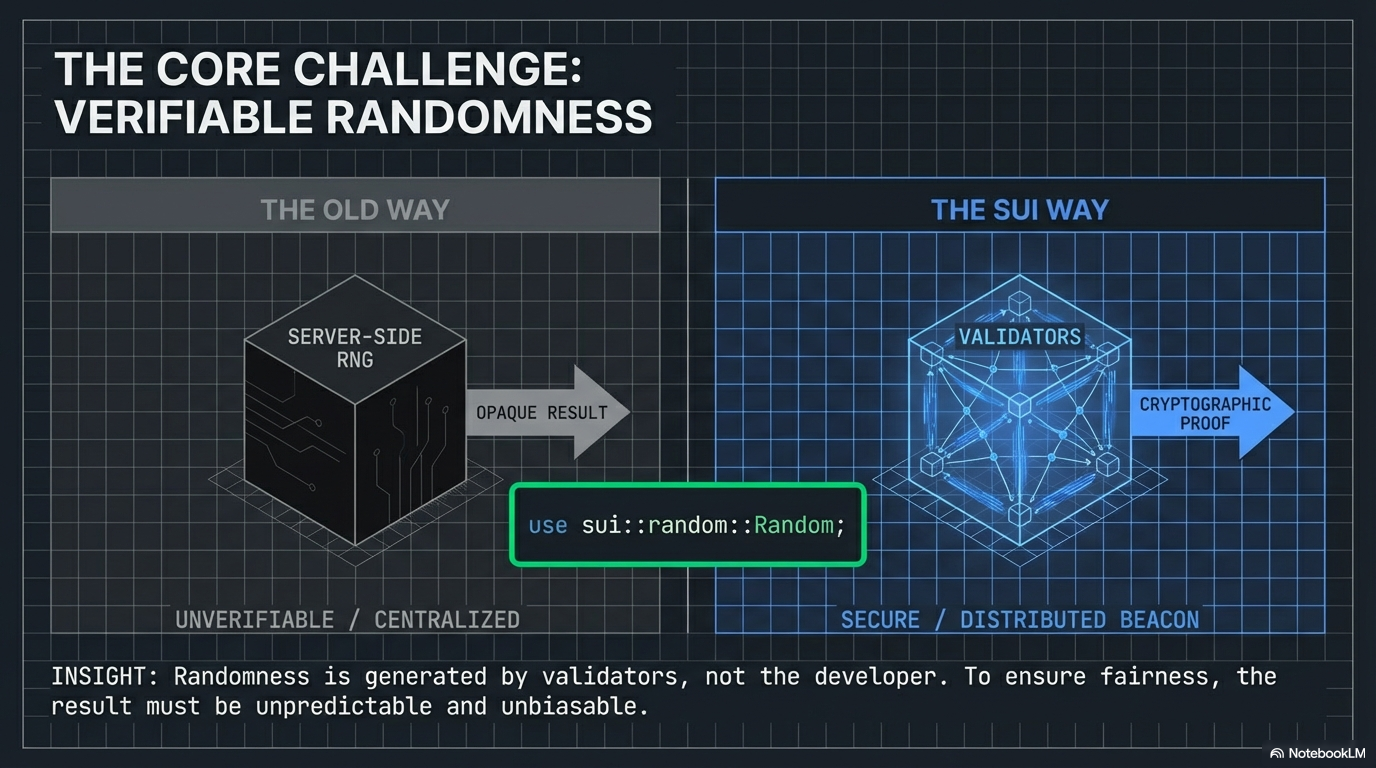 THE CORE CHALLENGE:
VERIFIABLE RANDOMNESS
THE OLD WAY
SERVER-SIDE
RNG
OPAQUE RESULT
UNVERIFIABLE / CENTRALIZED
THE SUI WAY
VALIDATORS
CRYPTOGRAPHIC
PROOF
SECURE / DISTRIBUTED BEACON
use sui::random::Random;
INSIGHT: Randomness is generated by validators, not the developer. To ensure fairness, the
result must be unpredictable and unbiasable.
NotebookLM